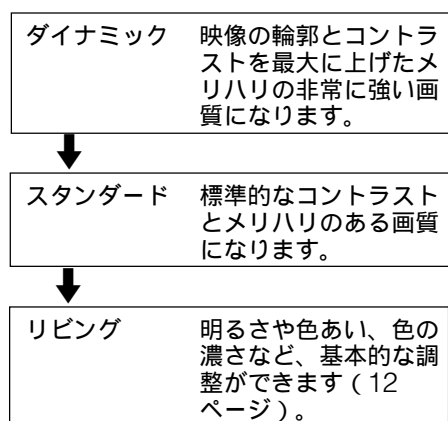 ダイナミック 映像の輪郭とコントラ
ストを最大に上げたメ
リハリの非常に強い画
質になります。
スタンダード 標準的なコントラスト
とメリハリのある画質
になります。
リビング 明るさや色あい、色の
濃さなど、基本的な調
整ができます（12
ページ）。